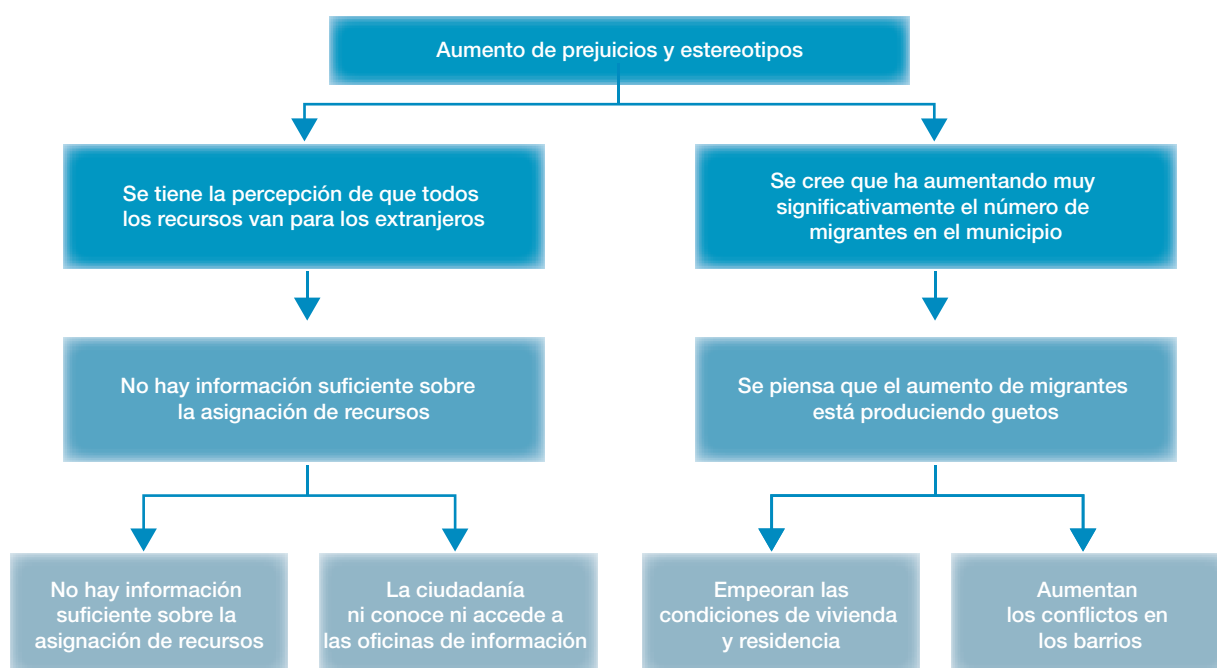 Aumento de prejuicios y estereotipos
Se tiene la percepción de que todos
los recursos van para los extranjeros
Se cree que ha aumentando muy
significativamente el número de
migrantes en el municipio
No hay información suficiente sobre
la asignación de recursos
Se piensa que el aumento de migrantes
está produciendo guetos
No hay información
suficiente sobre la
asignación de recursos
La ciudadanía
ni conoce ni accede a
las oficinas de información
Empeoran las
condiciones de vivienda
y residencia
Aumentan
los conflictos en
los barrios